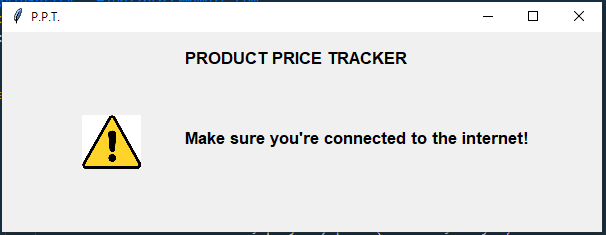 P.P.T.
PRODUCT PRICE TRACKER
Make sure you're connected to the internet!